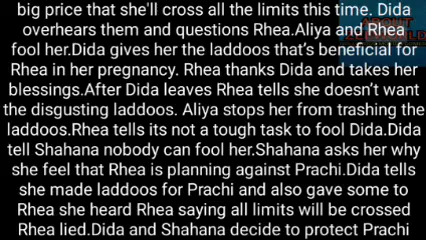 big price that she'll cross all the limits this time. Dida
overhears them and questions Rhea.Aliya and Rhea
fool her.Dida gives her the laddoos that's beneficial for
Rhea in her pregnancy. Rhea thanks Dida and takes her
blessings.After Dida leaves Rhea tells she doesn't want
the disgusting laddoos. Aliya stops her from trashing the
laddoos.Rhea tells its not a tough task to fool Dida.Dida
tell Shahana nobody can fool her.Shahana asks her why
she feel that Rhea is planning against Prachi.Dida tells
she made laddoos for Prachi and also gave some to
Rhea she heard Rhea saying all limits will be crossed
Rhea lied.Dida and Shahana decide to protect Prachi